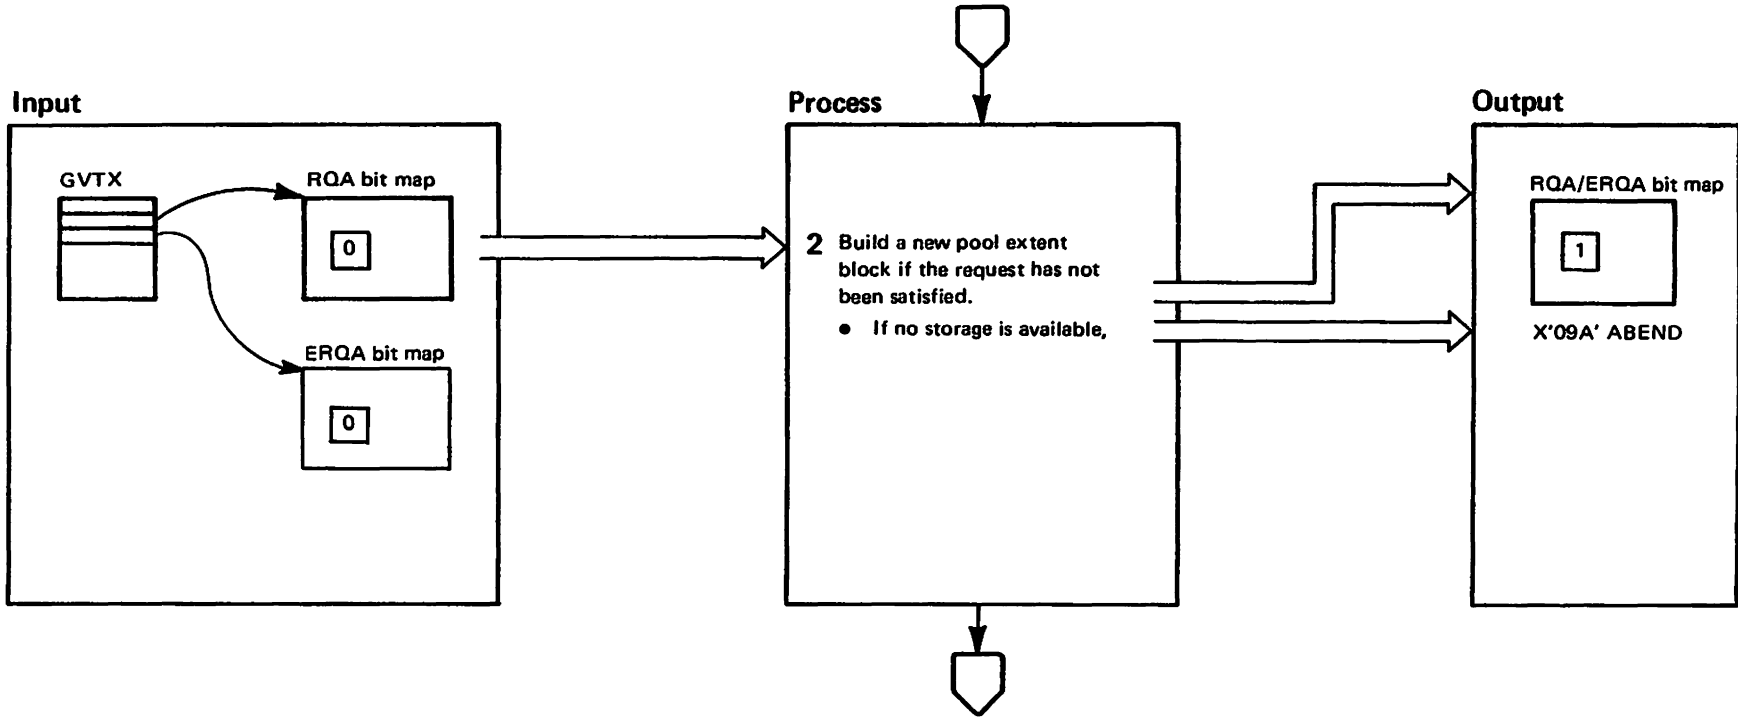 Input
GVTX
RQA bit map
0
ERQA bit map
0
Process
2 Build a new pool extent
block if the request has not
been satisfied.
● If no storage is available,
Output
RQA/ERQA bit map
1
X'09A' ABEND